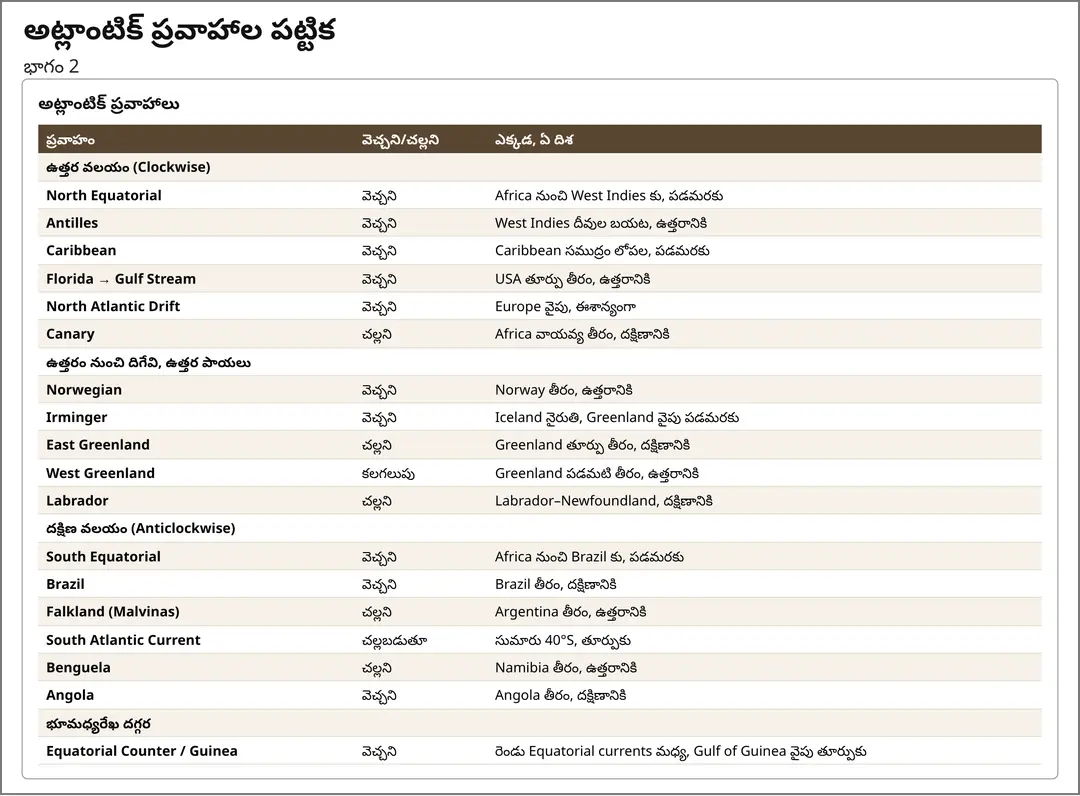 అట్లాంటిక్ ప్రవాహాల పట్టిక
భాగం 2
అట్లాంటిక్ ప్రవాహాలు
ప్రవాహం వెచ్చని/చల్లని ఎక్కడ, ఏ దిశ
ఉత్తర వలయం (Clockwise)
North Equatorial వెచ్చని Africa నుంచి West Indies కు, పడమరకు
Antilles వెచ్చని West Indies దీవుల బయట, ఉత్తరానికి
Caribbean వెచ్చని Caribbean సముద్రం లోపల, పడమరకు
Florida → Gulf Stream వెచ్చని USA తూర్పు తీరం, ఉత్తరానికి
North Atlantic Drift వెచ్చని Europe వైపు, ఈశాన్యంగా
Canary చల్లని Africa వాయవ్య తీరం, దక్షిణానికి
ఉత్తరం నుంచి దిగేవి, ఉత్తర పాయలు
Norwegian వెచ్చని Norway తీరం, ఉత్తరానికి
Irminger వెచ్చని Iceland నైరుతి, Greenland వైపు పడమరకు
East Greenland చల్లని Greenland తూర్పు తీరం, దక్షిణానికి
West Greenland కలగలుపు Greenland పడమటి తీరం, ఉత్తరానికి
Labrador చల్లని Labrador–Newfoundland, దక్షిణానికి
దక్షిణ వలయం (Anticlockwise)
South Equatorial వెచ్చని Africa నుంచి Brazil కు, పడమరకు
Brazil వెచ్చని Brazil తీరం, దక్షిణానికి
Falkland (Malvinas) చల్లని Argentina తీరం, ఉత్తరానికి
South Atlantic Current చల్లబడుతూ సుమారు 40°S, తూర్పుకు
Benguela చల్లని Namibia తీరం, ఉత్తరానికి
Angola వెచ్చని Angola తీరం, దక్షిణానికి
భూమధ్యరేఖ దగ్గర
Equatorial Counter / Guinea వెచ్చని రెండు Equatorial currents మధ్య, Gulf of Guinea వైపు తూర్పుకు